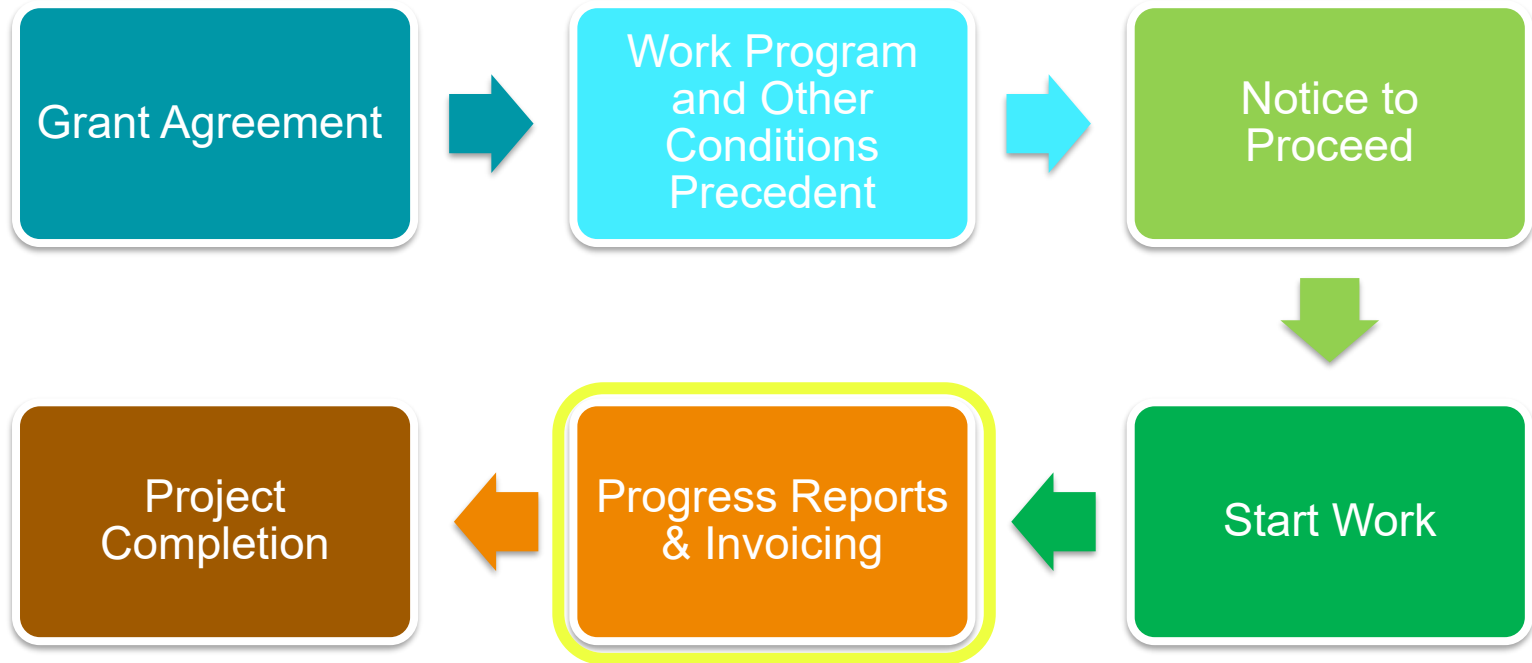 Grant Agreement
Work Program
and Other
Conditions
Precedent
Notice to
Proceed
Start Work
Progress Reports
& Invoicing
Project
Completion